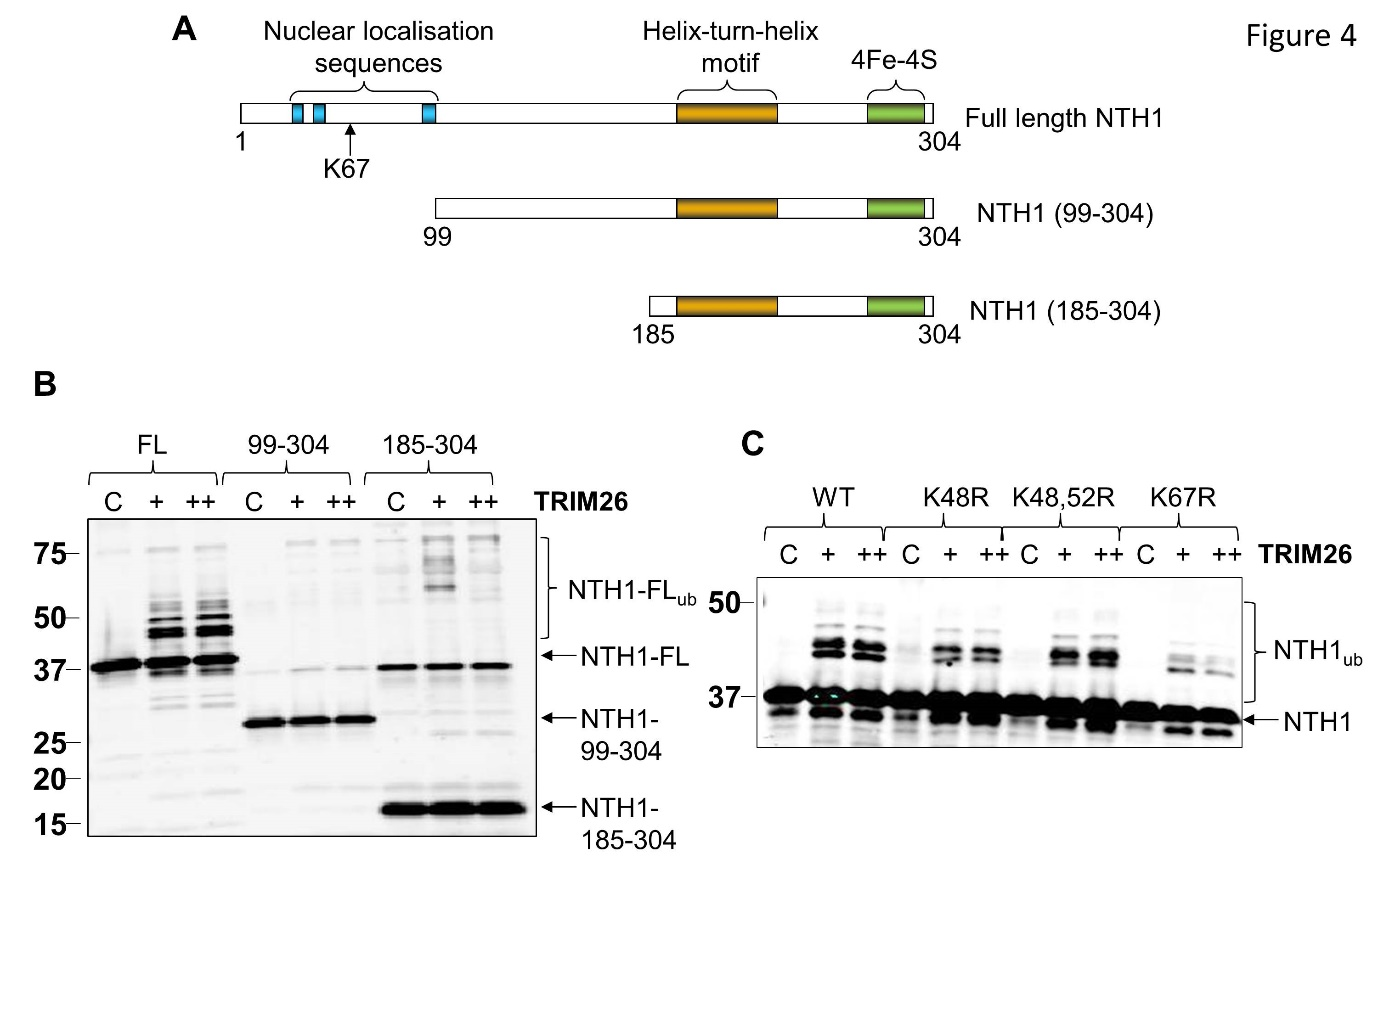 Figure 4
A
Nuclear localisation
sequences
Helix-turn-helix
motif
4Fe-4S
Full length NTH1
1
304
K67
NTH1 (99-304)
99
304
NTH1 (185-304)
185
304
B
FL 99-304 185-304
C + ++ C + ++ C + ++ TRIM26
75
50
37
25
20
15
NTH1-FLub
NTH1-FL
NTH1-
99-304
NTH1-
185-304
C
WT K48R K48,52R K67R
C + ++ C + ++ C + ++ C + ++ TRIM26
50
37
NTH1ub
NTH1